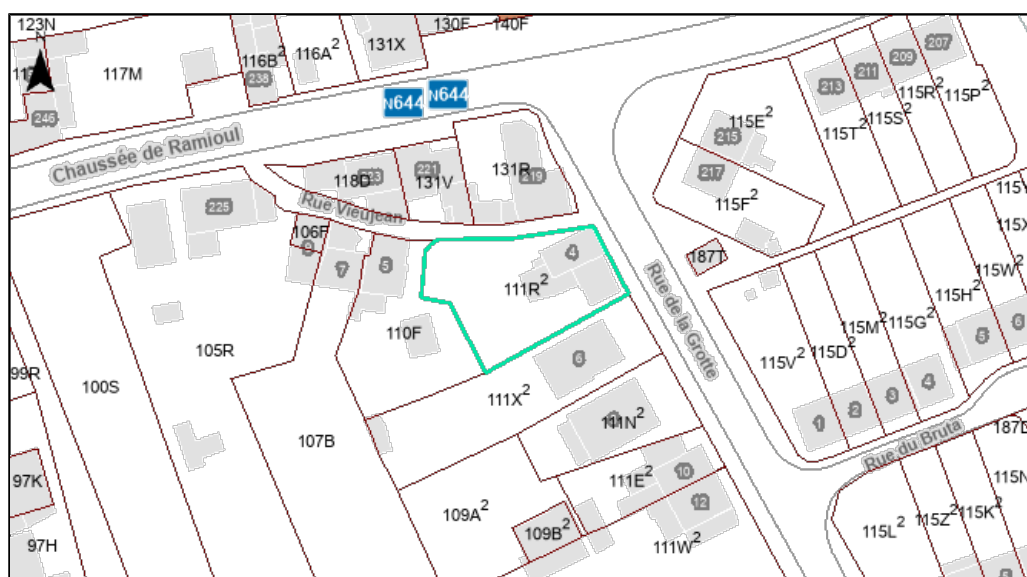 123N
130F
140F
N
116A²
131X
116B²
117M
238
246
N644
N644
Chaussée de Ramioul
207
209
211
213
115R²
115P²
115S²
115T²
115E²
215
217
115F²
118D
221
131V
131R
219
Rue Vieujean
225
106F
9
7
5
4
111R²
187T
Rue de la Grotte
115X
115W²
115H²
115G²
115M²
115D²
115V²
110F
105R
100S
99R
6
111X²
107B
111N²
5
6
4
3
2
1
Rue du Bruta
111E²
10
12
109A²
109B²
111W²
97K
97H
115N
115K²
115Z²
115L²